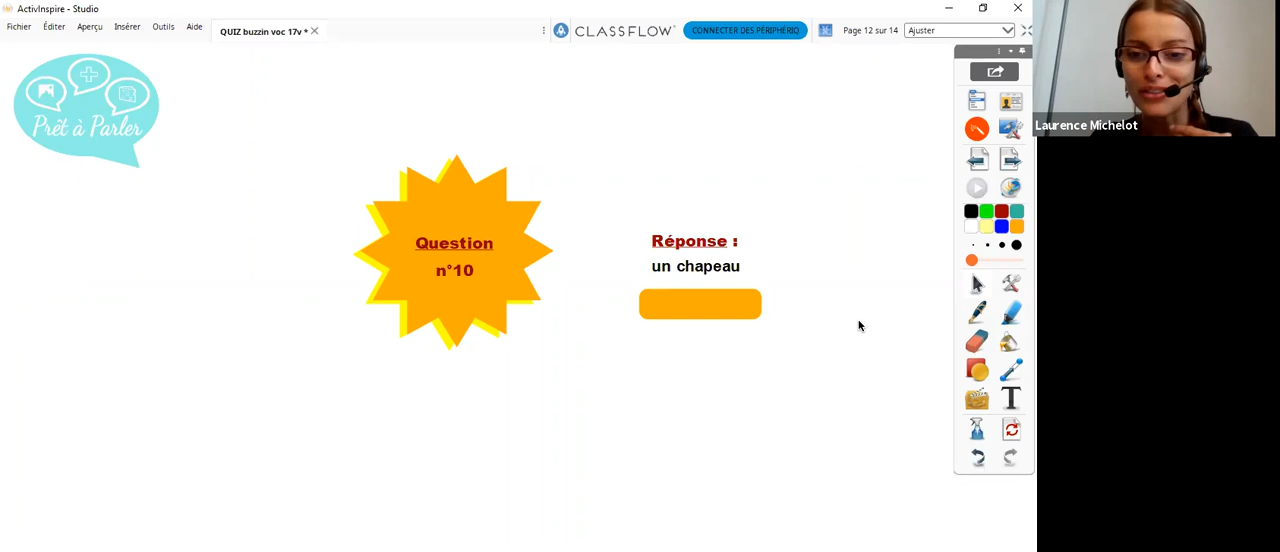 ActivInspire - Studio
Fichier Éditer Aperçu Insérer Outils Aide
QUIZ buzzin voc 17v *
CLASSFLOW
CONNECTER DES PÉRIPHÉRIQ
Page 12 sur 14
Ajuster
Prêt à Parler
Laurence Michelot
Question
n°10
Réponse :
un chapeau